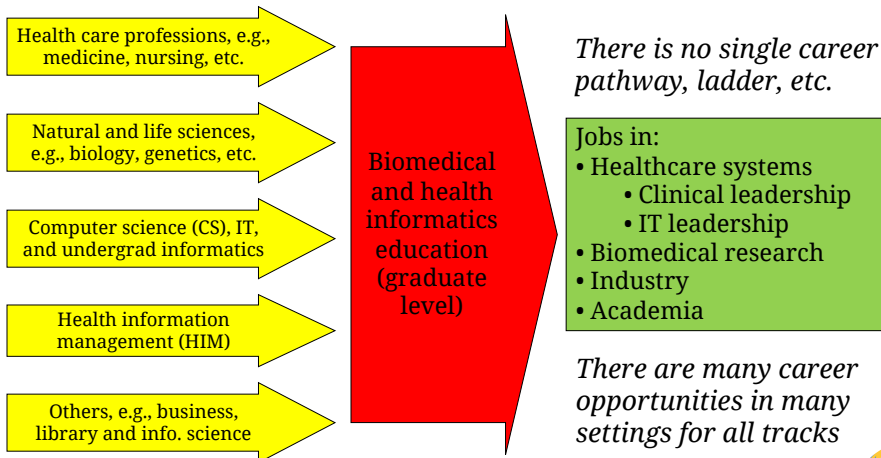 Health care professions, e.g.,
medicine, nursing, etc.
Natural and life sciences,
e.g., biology, genetics, etc.
Computer science (CS), IT,
and undergrad informatics
Health information
management (HIM)
Others, e.g., business,
library and info. science
Biomedical
and health
informatics
education
(graduate
level)
There is no single career
pathway, ladder, etc.
Jobs in:
• Healthcare systems
• Clinical leadership
• IT leadership
• Biomedical research
• Industry
• Academia
There are many career
opportunities in many
settings for all tracks